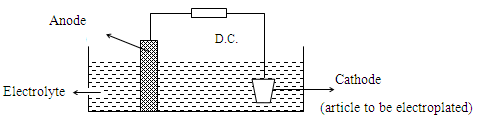 Anode
D.C.
Electrolyte
Cathode
(article to be electroplated)